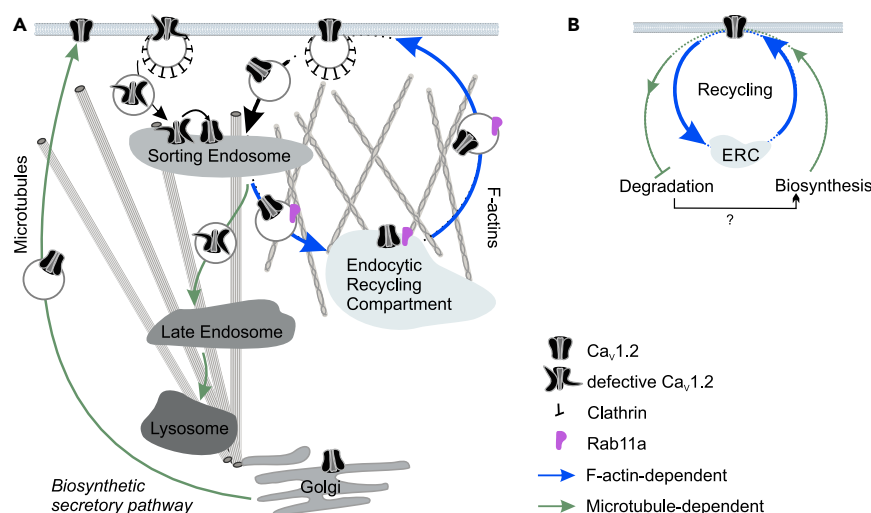 A
B
Microtubules
Sorting Endosome
F-actins
Endocytic
Recycling
Compartment
Late Endosome
Lysosome
Golgi
Biosynthetic
secretory pathway
Recycling
ERC
Degradation
Biosynthesis
?
Caᵥ1.2
defective Caᵥ1.2
Clathrin
Rab11a
F-actin-dependent
Microtubule-dependent